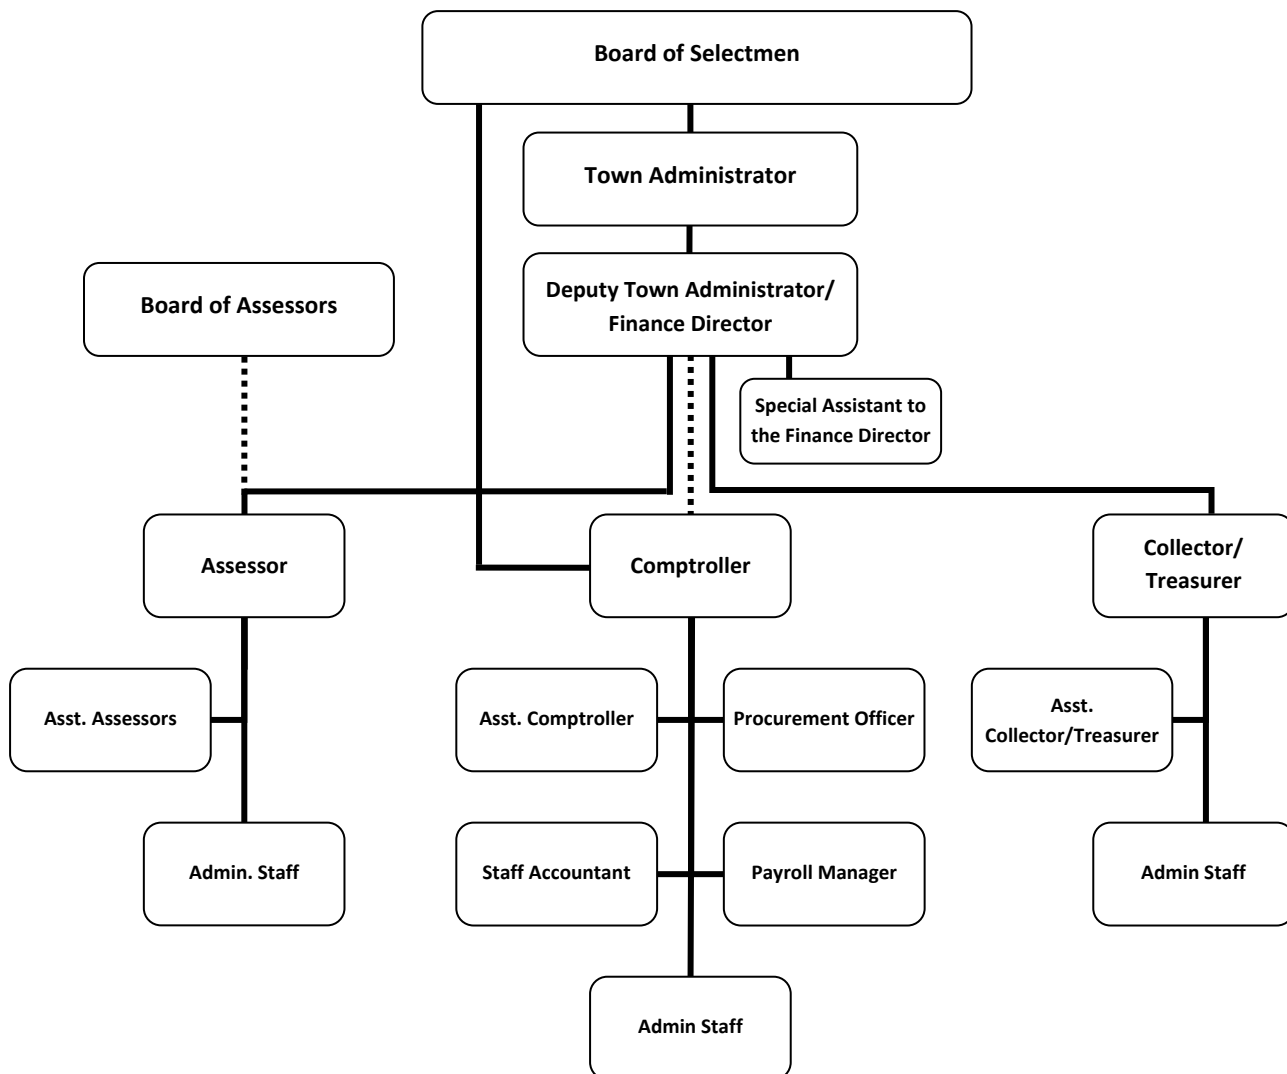 Board of Selectmen
Town Administrator
Deputy Town Administrator/
Finance Director
Board of Assessors
Special Assistant to
the Finance Director
Assessor
Comptroller
Collector/
Treasurer
Asst. Assessors
Asst. Comptroller
Procurement Officer
Asst.
Collector/Treasurer
Admin. Staff
Staff Accountant
Payroll Manager
Admin Staff
Admin Staff